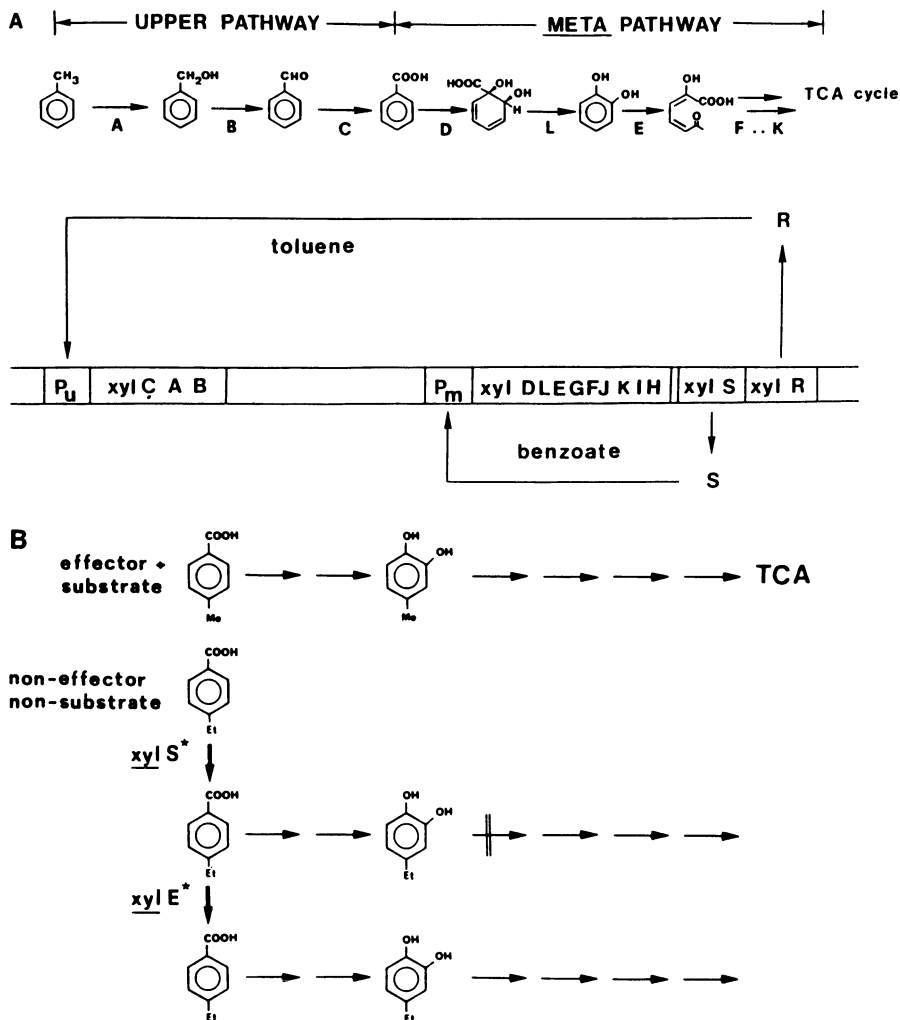 A
UPPER PATHWAY META PATHWAY
CH3 CH2OH CHO COOH HOOC OH OH H OH OH OH COOH O TCA cycle
A B C D L E F .. K
R
toluene
Pu xyl C A B Pm xyl DLEGFJKIH xyl S xyl R
benzoate
S
B
COOH OH
effector +
substrate
OH
TCA
Me Me
COOH
non-effector
non-substrate
Et
xyl S*
COOH OH
OH
Et Et
xyl E*
COOH OH
OH
Et Et